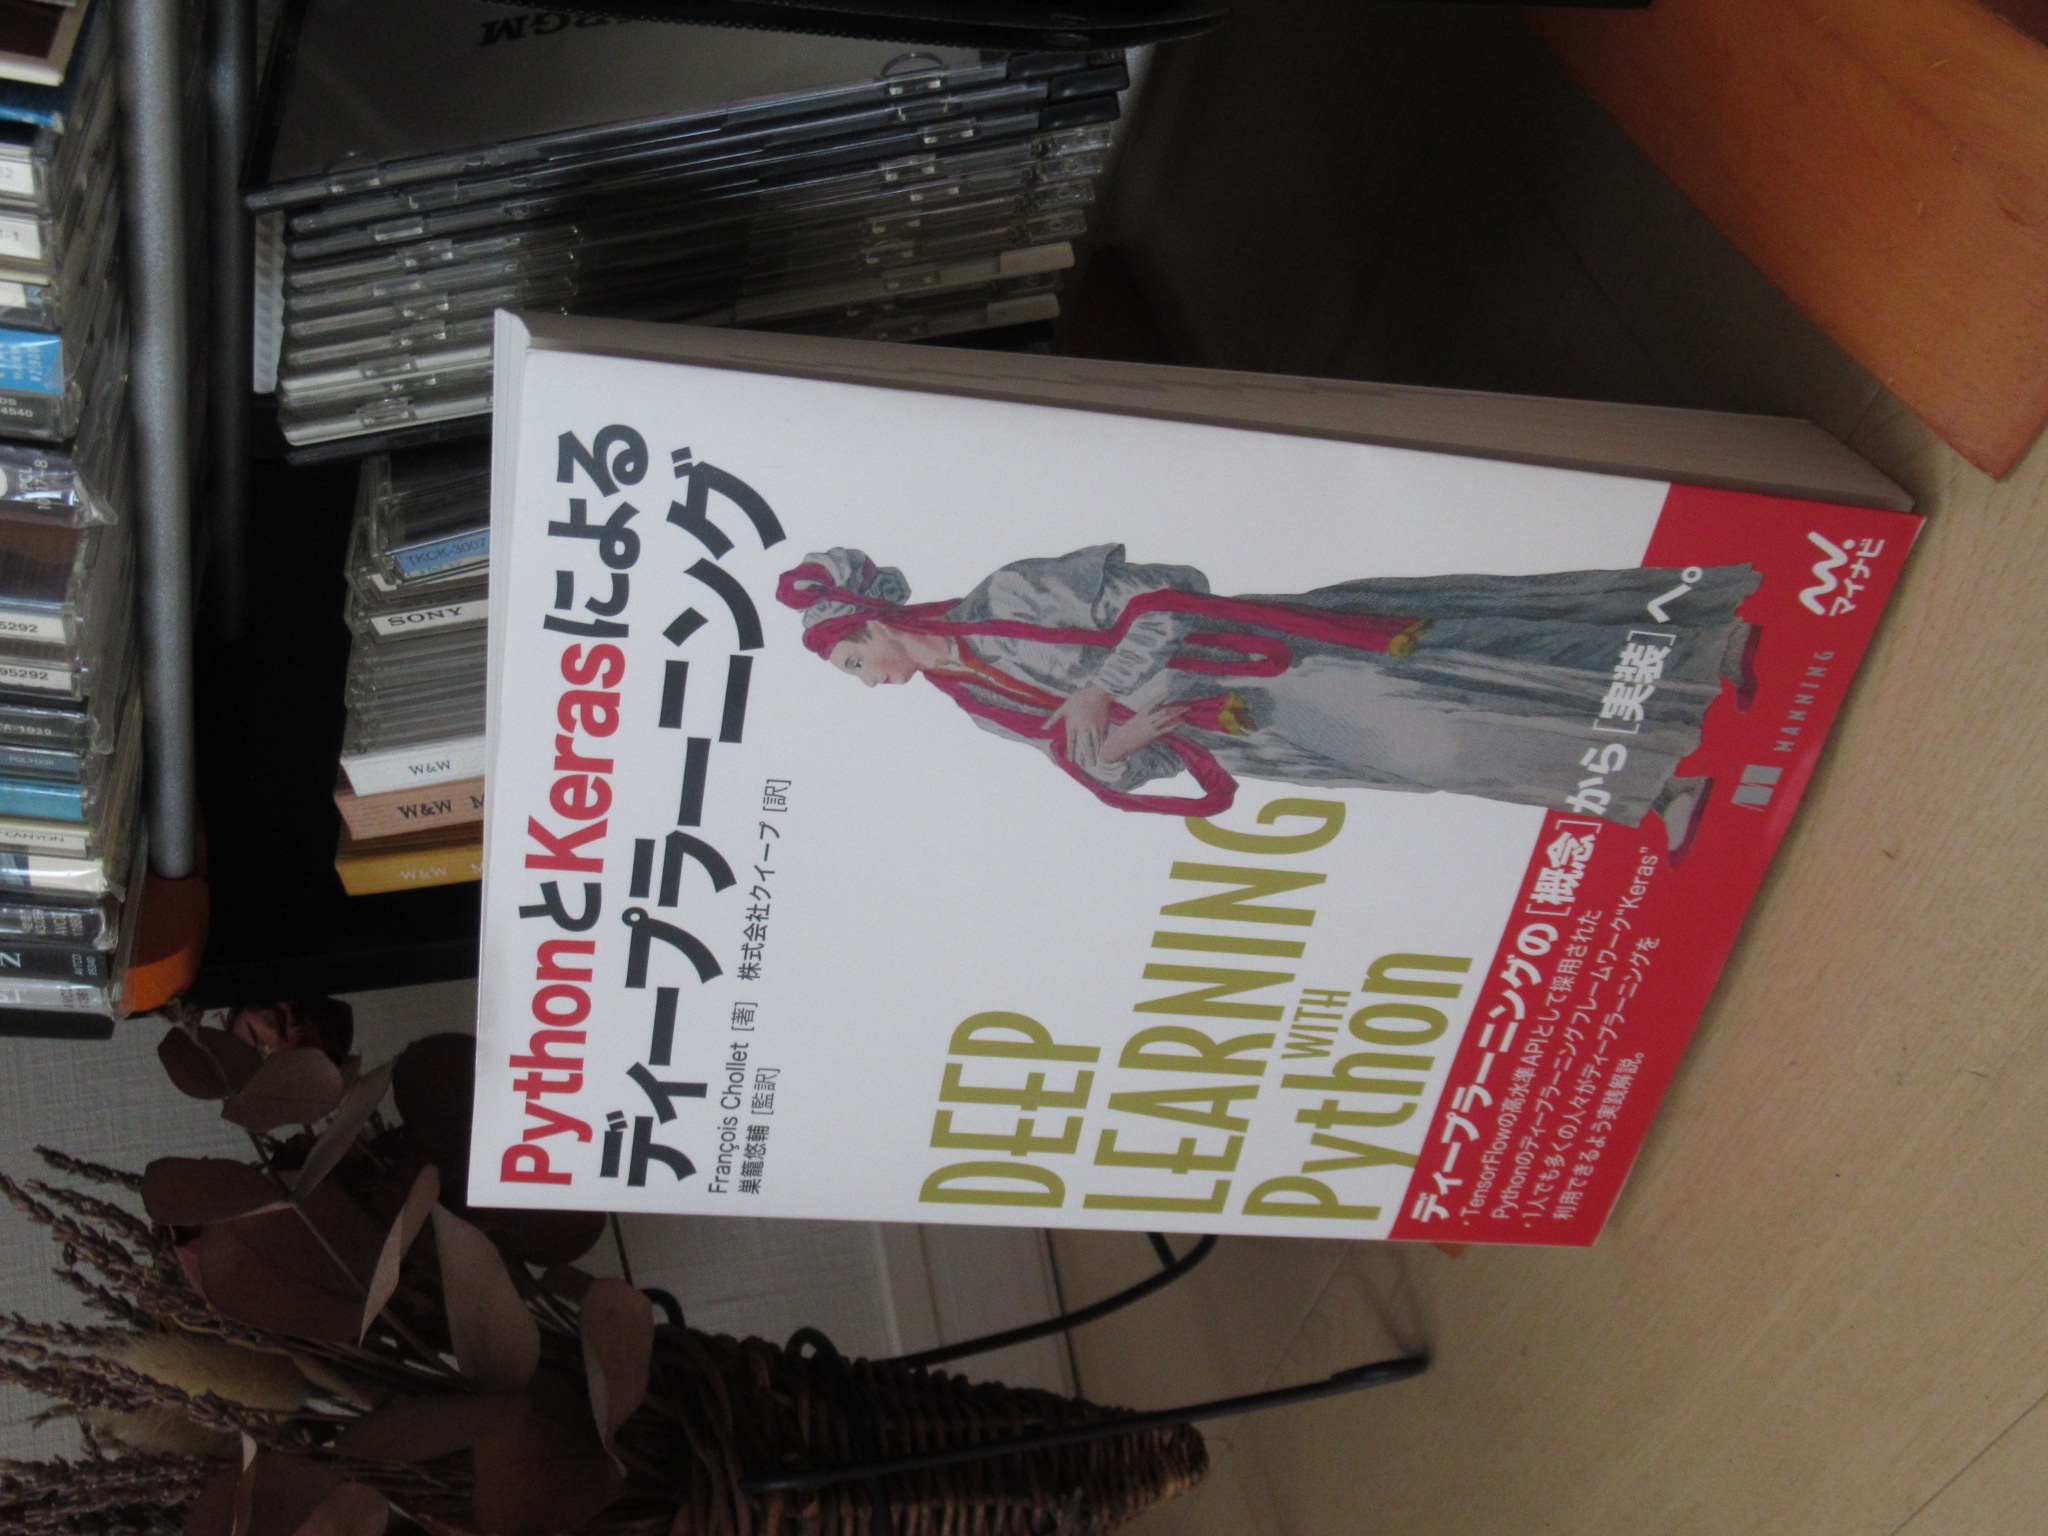 PythonとKerasによる
ディープラーニング
François Chollet [著] 株式会社クイープ [訳]
巣籠悠輔 [監訳]
DEEP
LEARNING
WITH
Python
ディープラーニングの[概念]から[実装]へ。
・TensorFlowの高水準APIとして採用された
Pythonのディープラーニングフレームワーク“Keras”
・1人でも多くの人々がディープラーニングを
利用できるよう実践解説。
MANNING
マイナビ
BGM
TKCK-3007
SONY
W&W
W&W M
W&W M
4540
5292
95292
POLYDOR
CANYON
Z